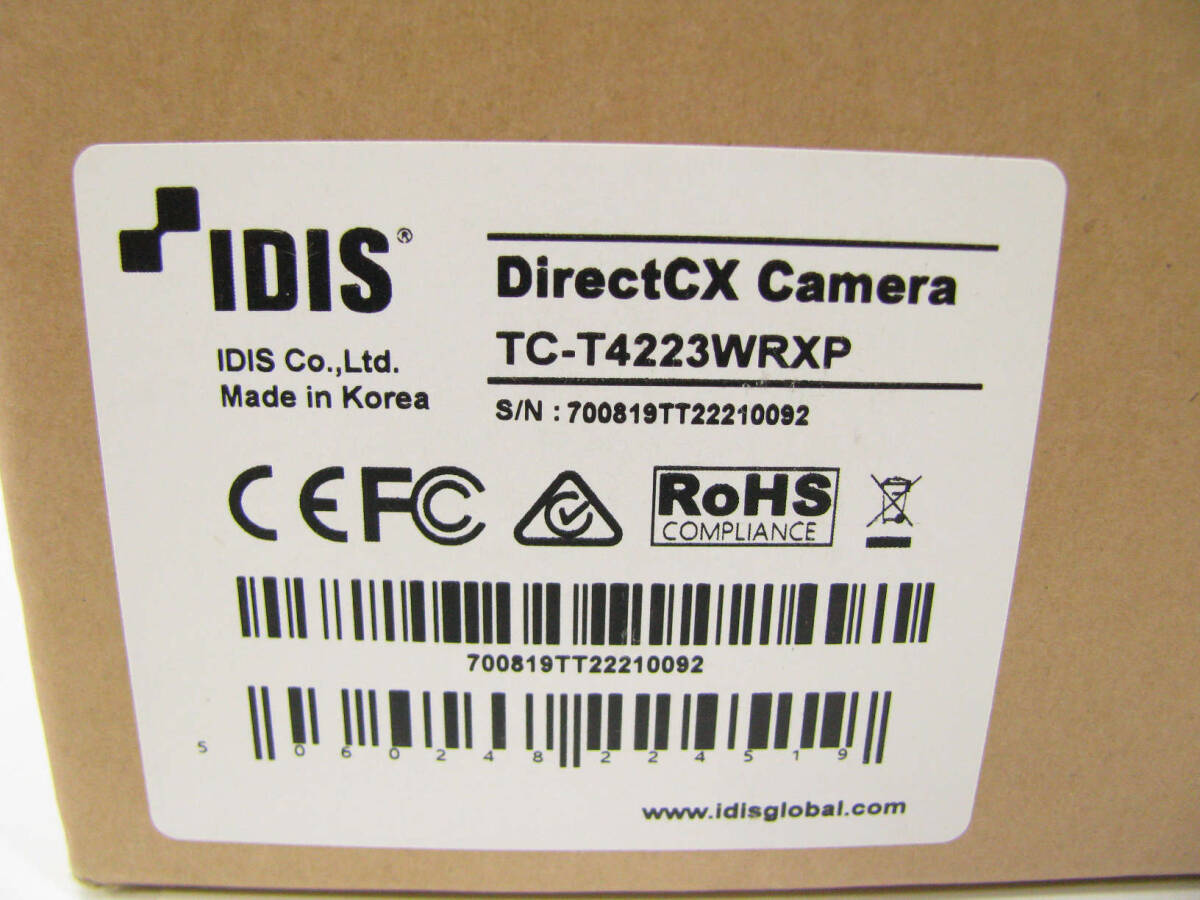 IDIS®
IDIS Co.,Ltd.
Made in Korea
DirectCX Camera
TC-T4223WRXP
S/N : 700819TT22210092
CE FC
RoHS
COMPLIANCE
700819TT22210092
5 060248 224519
www.idisglobal.com